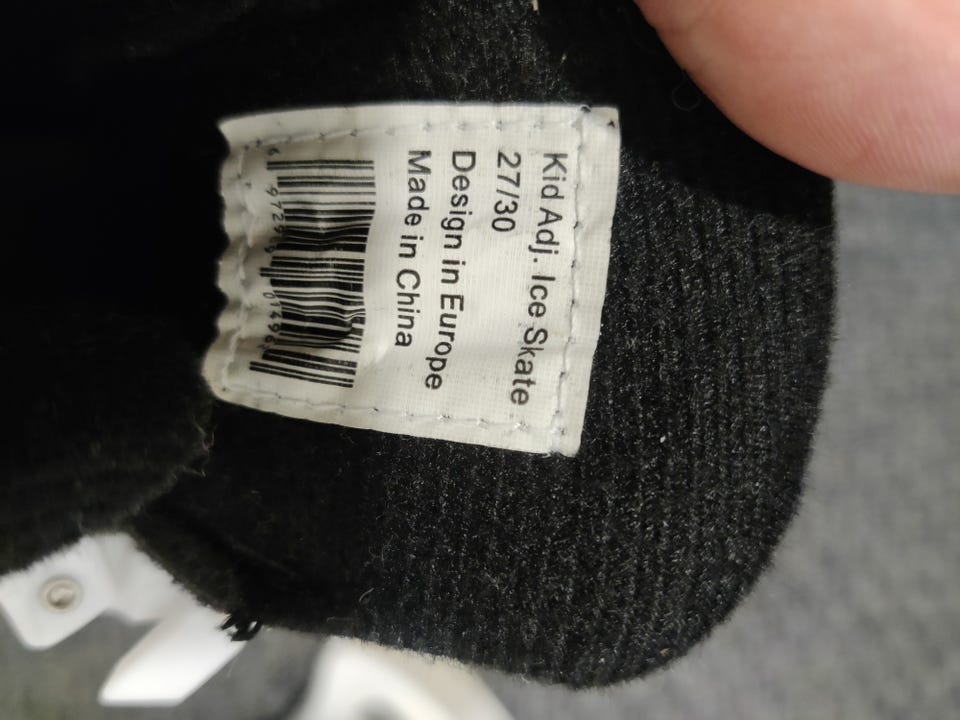 Kid Adj. Ice Skate
27/30
Design in Europe
Made in China